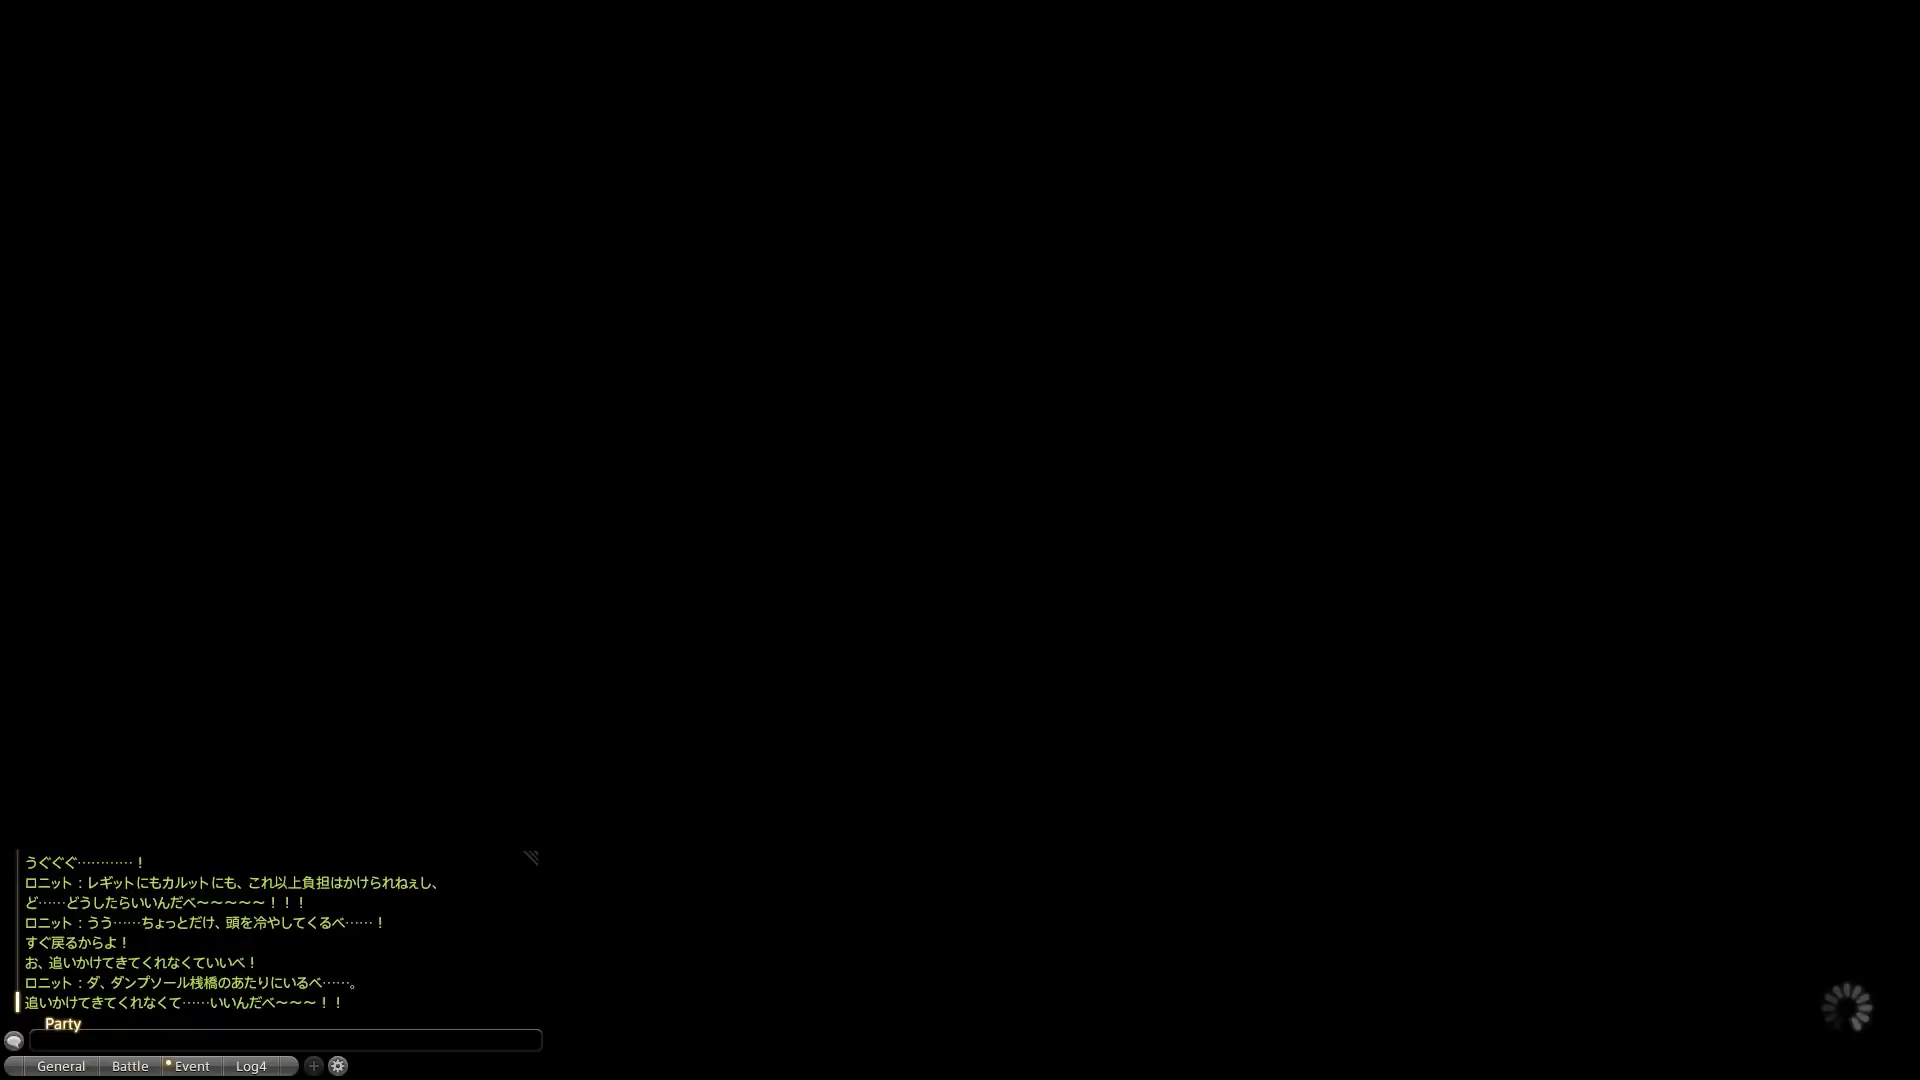 うぐぐぐ…………！
ロニット：レギットにもカルットにも、これ以上負担はかけられねぇし、
ど……どうしたらいいんだべ～～～～～！！！
ロニット：うう……ちょっとだけ、頭を冷やしてくるべ……！
すぐ戻るからよ！
お、追いかけてきてくれなくていいべ！
ロニット：ダ、ダンプソール桟橋のあたりにいるべ……。
追いかけてきてくれなくて……いいんだべ～～～！！
Party
General Battle Event Log4